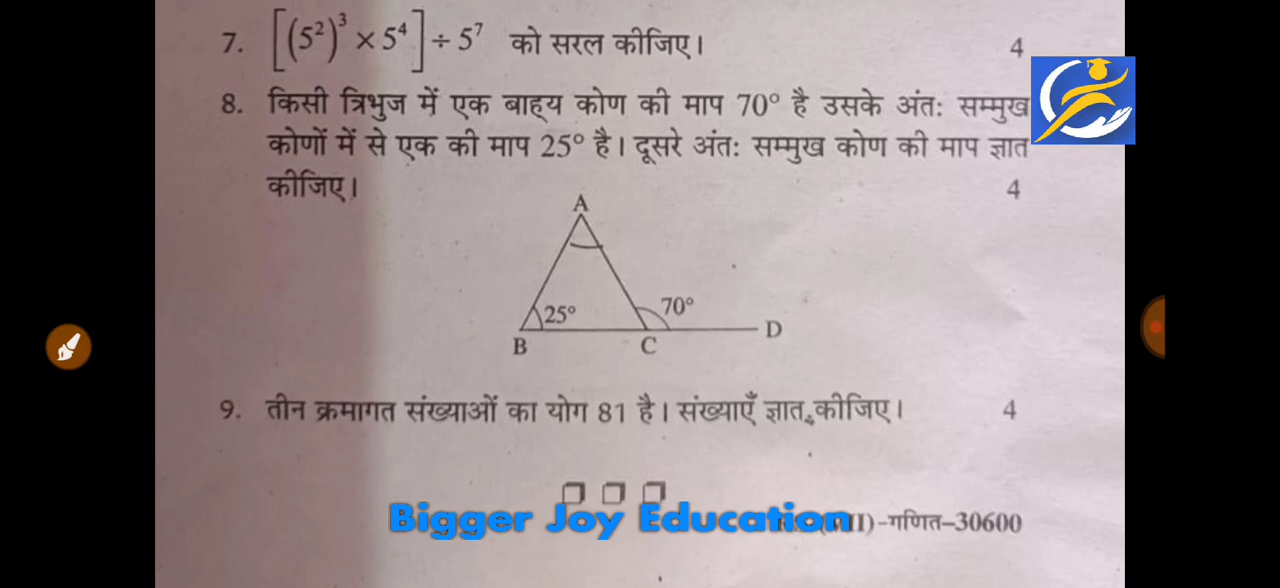 7. [(5²)³ × 5⁴] ÷ 5⁷ को सरल कीजिए। 4
8. किसी त्रिभुज में एक बाह्य कोण की माप 70° है उसके अंतः सम्मुख
कोणों में से एक की माप 25° है। दूसरे अंतः सम्मुख कोण की माप ज्ञात
कीजिए। 4
A
25° 70°
B C D
9. तीन क्रमागत संख्याओं का योग 81 है। संख्याएँ ज्ञात कीजिए। 4
Bigger Joy Education
-गणित-30600